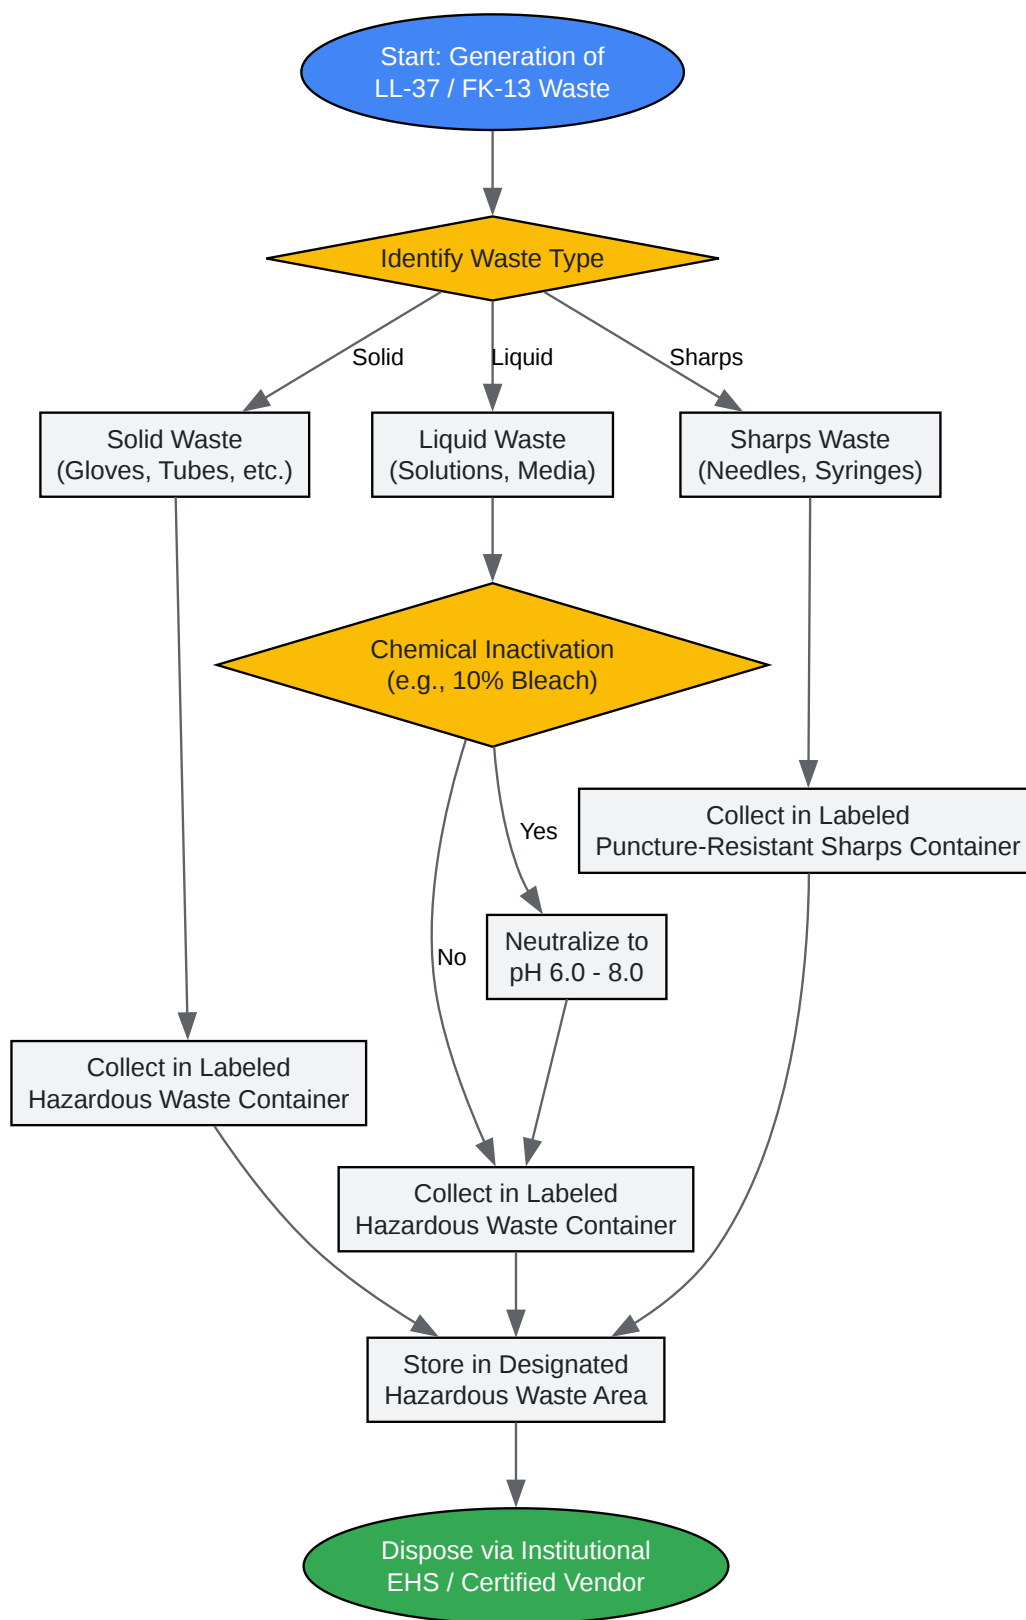 Start: Generation of
LL-37 / FK-13 Waste
Identify Waste Type
Solid
Liquid
Sharps
Solid Waste
(Gloves, Tubes, etc.)
Liquid Waste
(Solutions, Media)
Sharps Waste
(Needles, Syringes)
Chemical Inactivation
(e.g., 10% Bleach)
Collect in Labeled
Puncture-Resistant Sharps Container
Yes
Neutralize to
pH 6.0 - 8.0
No
Collect in Labeled
Hazardous Waste Container
Collect in Labeled
Hazardous Waste Container
Store in Designated
Hazardous Waste Area
Dispose via Institutional
EHS / Certified Vendor